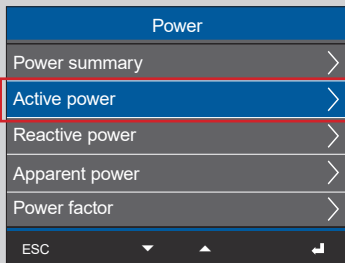 Power
Power summary
Active power
Reactive power
Apparent power
Power factor
ESC